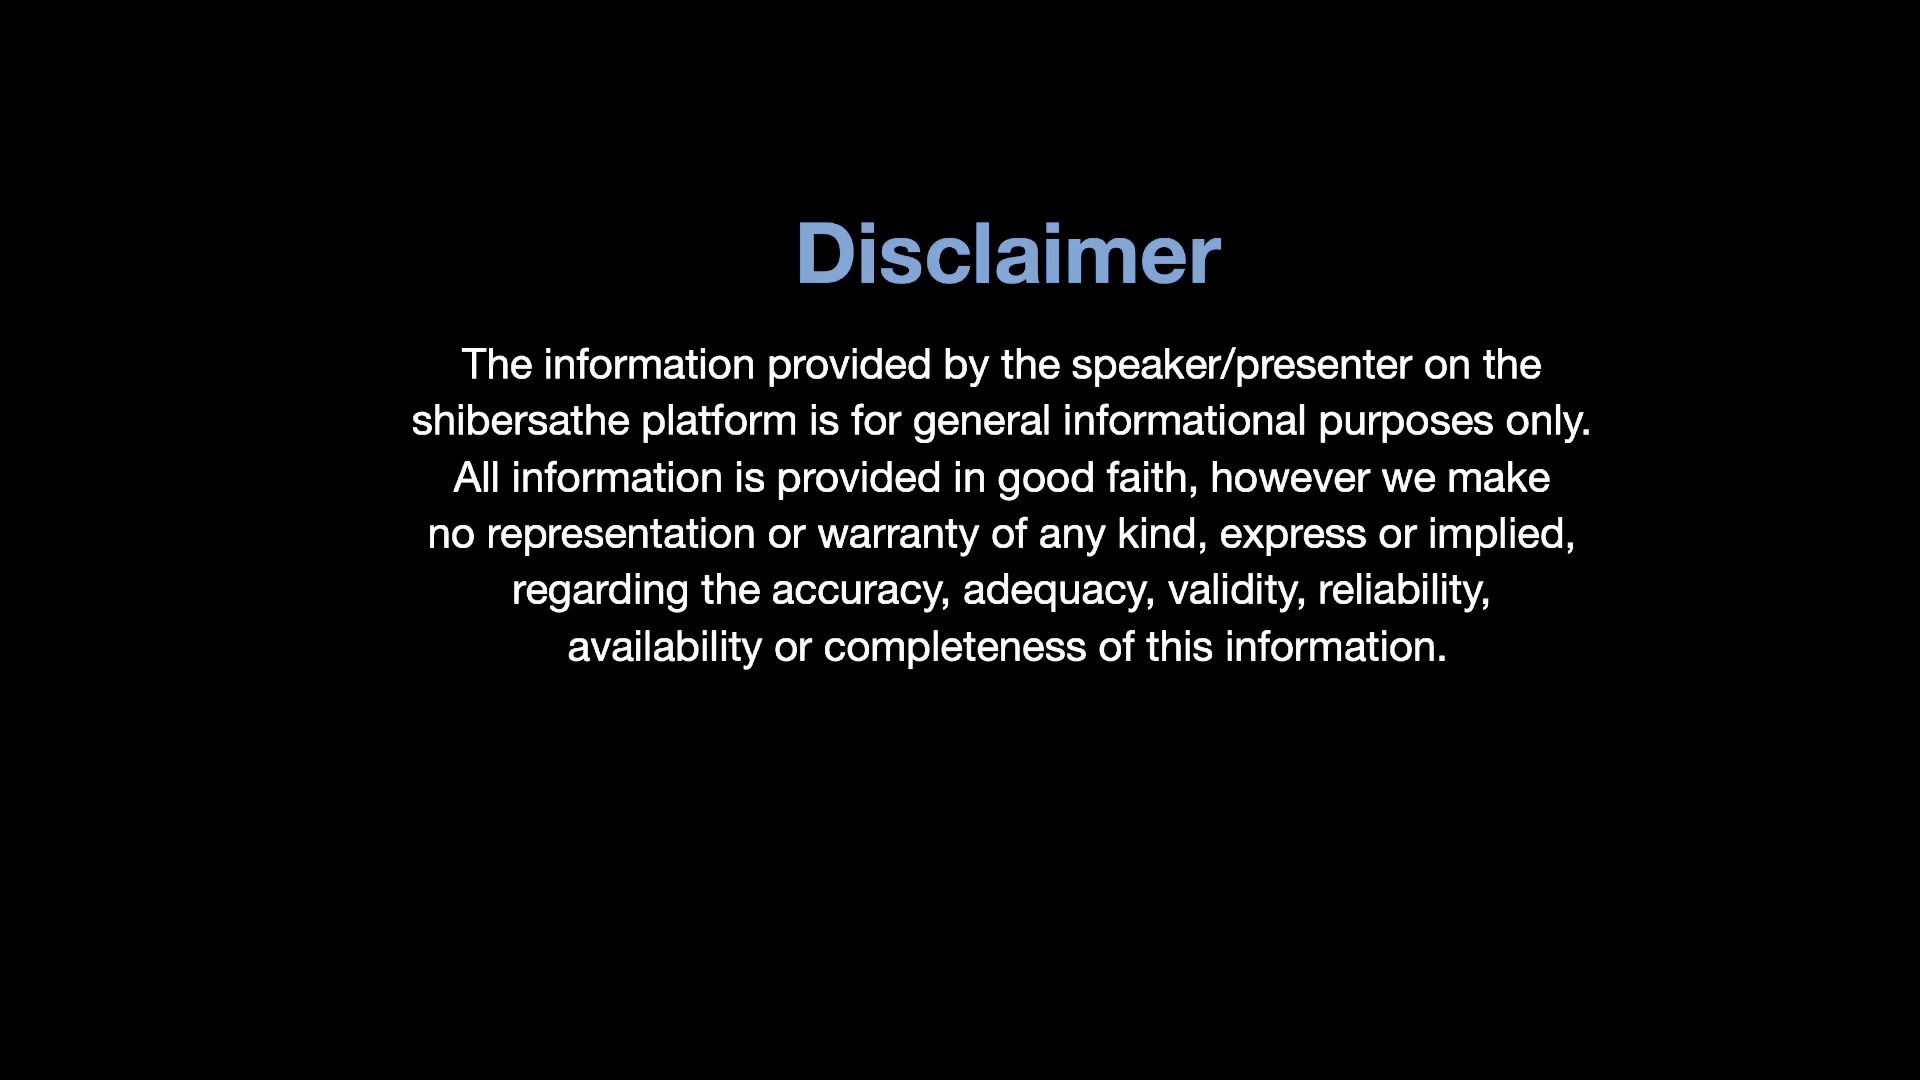 Disclaimer
The information provided by the speaker/presenter on the
shibersathe platform is for general informational purposes only.
All information is provided in good faith, however we make
no representation or warranty of any kind, express or implied,
regarding the accuracy, adequacy, validity, reliability,
availability or completeness of this information.